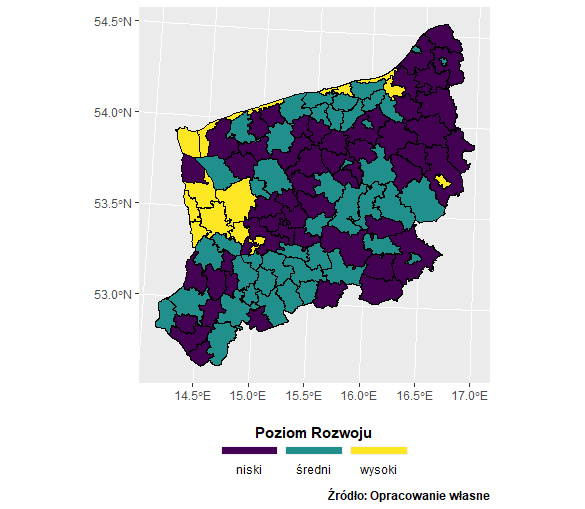 54.5°N
54.0°N
53.5°N
53.0°N
14.5°E 15.0°E 15.5°E 16.0°E 16.5°E 17.0°E
Poziom Rozwoju
niski średni wysoki
Źródło: Opracowanie własne